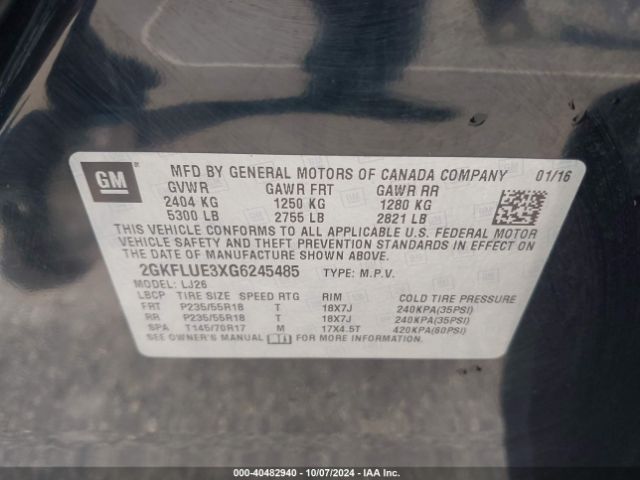 GM
MFD BY GENERAL MOTORS OF CANADA COMPANY 01/16
GVWR GAWR FRT GAWR RR
2404 KG 1250 KG 1280 KG
5300 LB 2755 LB 2821 LB
THIS VEHICLE CONFORMS TO ALL APPLICABLE U.S. FEDERAL MOTOR
VEHICLE SAFETY, BUMPER, AND THEFT PREVENTION STANDARDS IN EFFECT ON
THE DATE OF MANUFACTURE SHOWN ABOVE.
2GKFLUE3XG6245485 TYPE: M.P.V.
MODEL: LJ26
LBCP TIRE SIZE SPEED RTG RIM COLD TIRE PRESSURE
FRT P235/55R18 T 18X7J 240KPA(35PSI)
RR P235/55R18 T 18X7J 240KPA(35PSI)
SPA T145/70R17 M 17X4.5T 420KPA(60PSI)
SEE OWNER'S MANUAL FOR MORE INFORMATION.
000-40482940 - 10/07/2024 - IAA Inc.